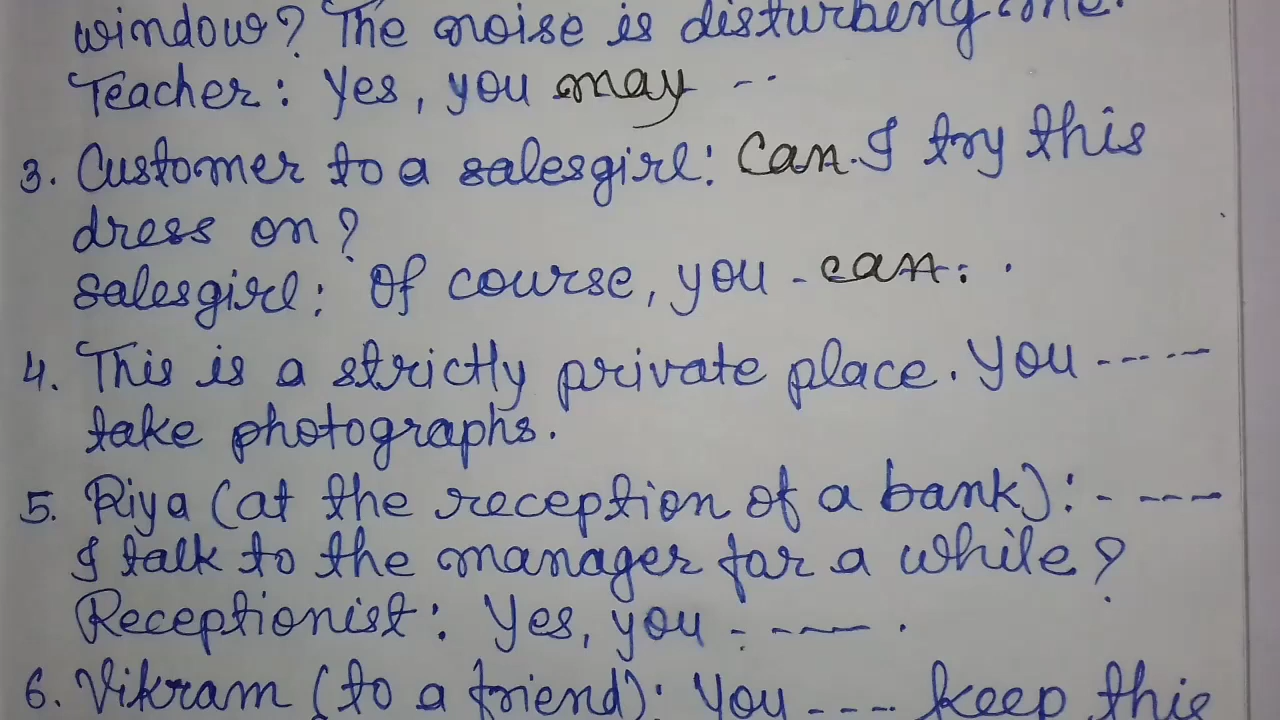 window? The noise is disturbing me.
Teacher: Yes, you may --
3. Customer to a salesgirl: Can I try this
dress on?
Salesgirl: Of course, you - can.
4. This is a strictly private place. You -----
take photographs.
5. Riya (at the reception of a bank): - ----
I talk to the manager for a while?
Receptionist: Yes, you - ----.
6. Vikram (to a friend): You ---- keep this